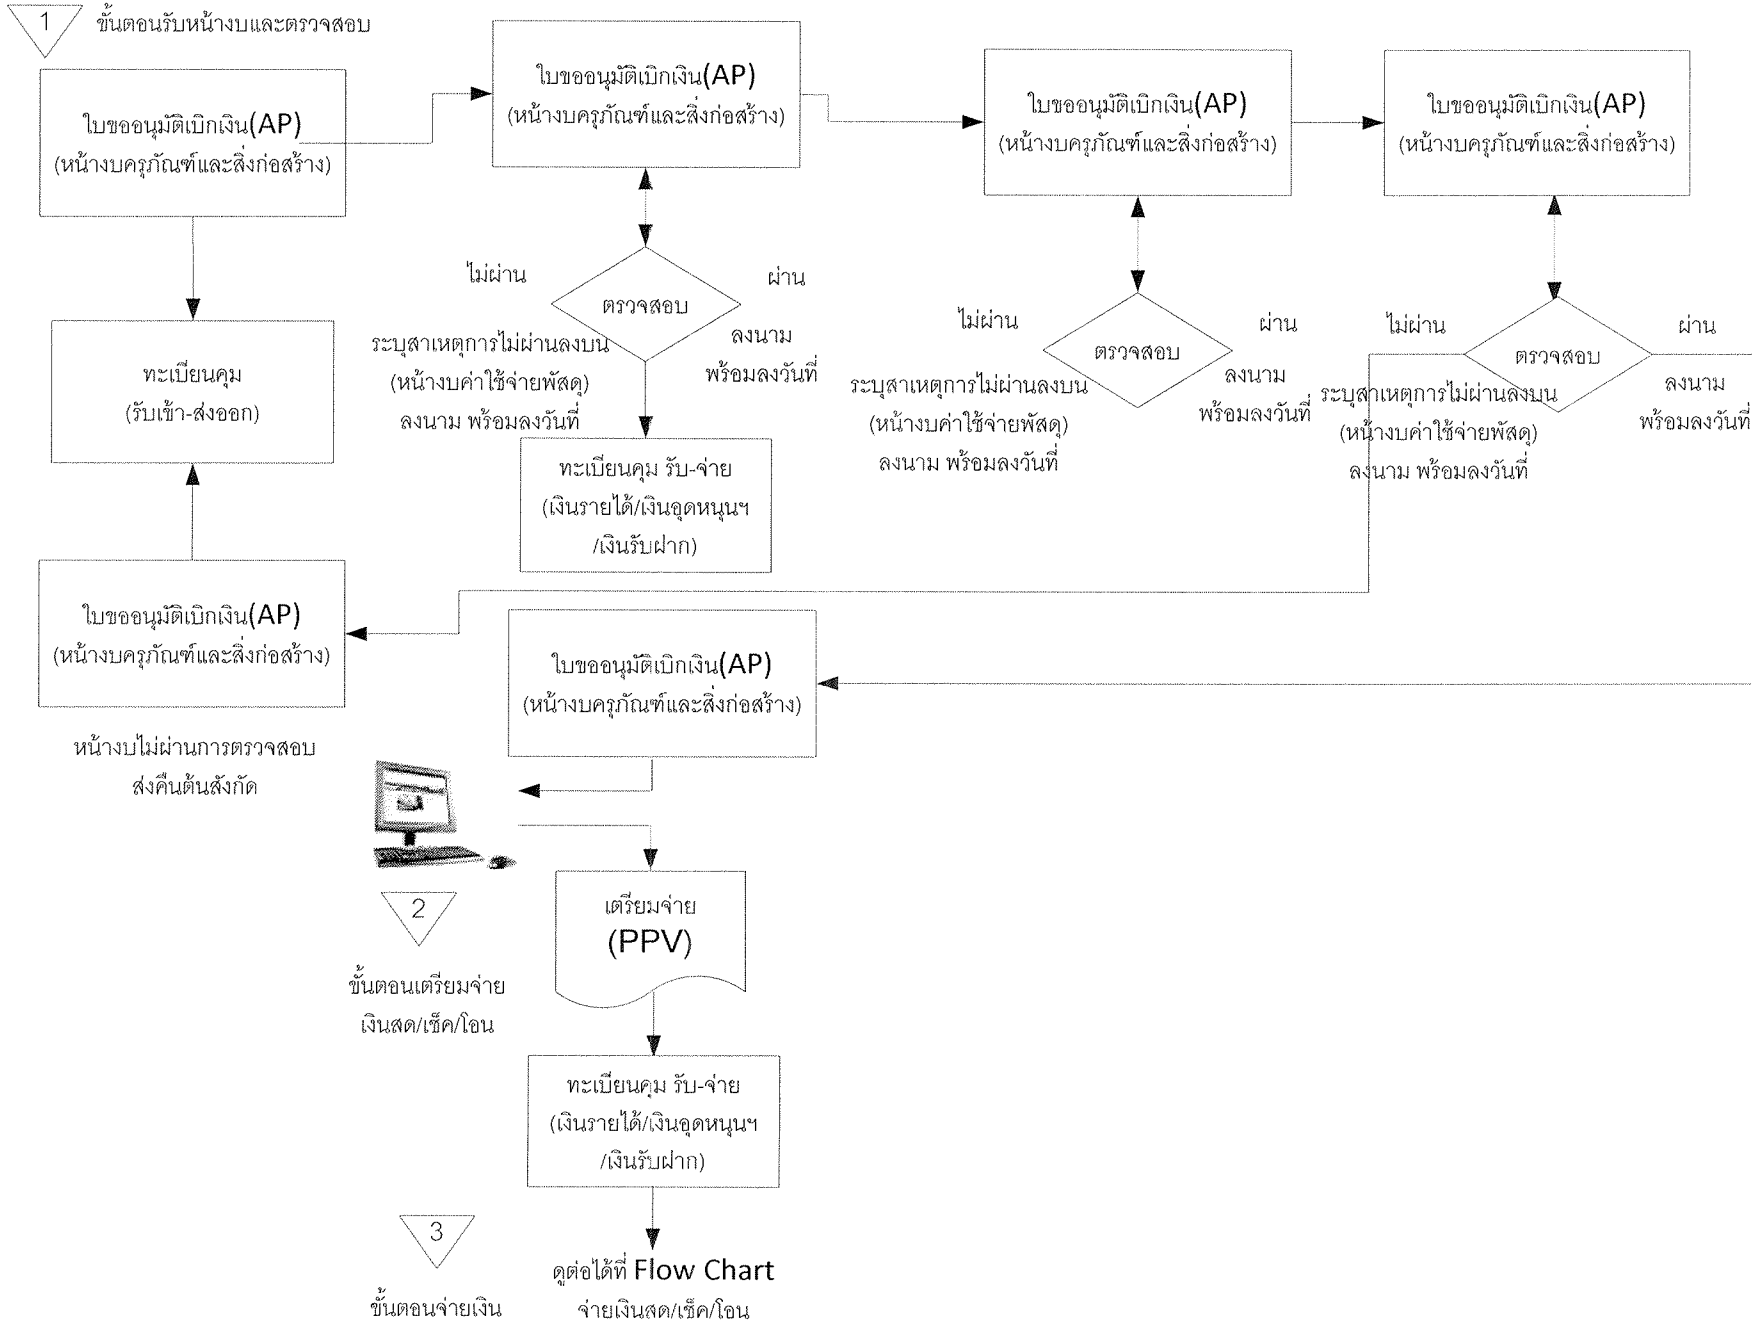 1
ขั้นตอนรับหน้างบและตรวจสอบ
ใบขออนุมัติเบิกเงิน(AP)
(หน้างบครุภัณฑ์และสิ่งก่อสร้าง)
ใบขออนุมัติเบิกเงิน(AP)
(หน้างบครุภัณฑ์และสิ่งก่อสร้าง)
ใบขออนุมัติเบิกเงิน(AP)
(หน้างบครุภัณฑ์และสิ่งก่อสร้าง)
ใบขออนุมัติเบิกเงิน(AP)
(หน้างบครุภัณฑ์และสิ่งก่อสร้าง)
ไม่ผ่าน
ผ่าน
ตรวจสอบ
ระบุสาเหตุการไม่ผ่านลงบน
(หน้างบค่าใช้จ่ายพัสดุ)
ลงนาม พร้อมลงวันที่
ลงนาม
พร้อมลงวันที่
ไม่ผ่าน
ผ่าน
ตรวจสอบ
ระบุสาเหตุการไม่ผ่านลงบน
(หน้างบค่าใช้จ่ายพัสดุ)
ลงนาม พร้อมลงวันที่
ลงนาม
พร้อมลงวันที่
ไม่ผ่าน
ผ่าน
ตรวจสอบ
ระบุสาเหตุการไม่ผ่านลงบน
(หน้างบค่าใช้จ่ายพัสดุ)
ลงนาม พร้อมลงวันที่
ลงนาม
พร้อมลงวันที่
ทะเบียนคุม
(รับเข้า-ส่งออก)
ทะเบียนคุม รับ-จ่าย
(เงินรายได้/เงินอุดหนุนฯ
/เงินรับฝาก)
ใบขออนุมัติเบิกเงิน(AP)
(หน้างบครุภัณฑ์และสิ่งก่อสร้าง)
หน้างบไม่ผ่านการตรวจสอบ
ส่งคืนต้นสังกัด
ใบขออนุมัติเบิกเงิน(AP)
(หน้างบครุภัณฑ์และสิ่งก่อสร้าง)
2
ขั้นตอนเตรียมจ่าย
เงินสด/เช็ค/โอน
เตรียมจ่าย
(PPV)
ทะเบียนคุม รับ-จ่าย
(เงินรายได้/เงินอุดหนุนฯ
/เงินรับฝาก)
3
ขั้นตอนจ่ายเงิน
ดูต่อได้ที่ Flow Chart
จ่ายเงินสด/เช็ค/โอน